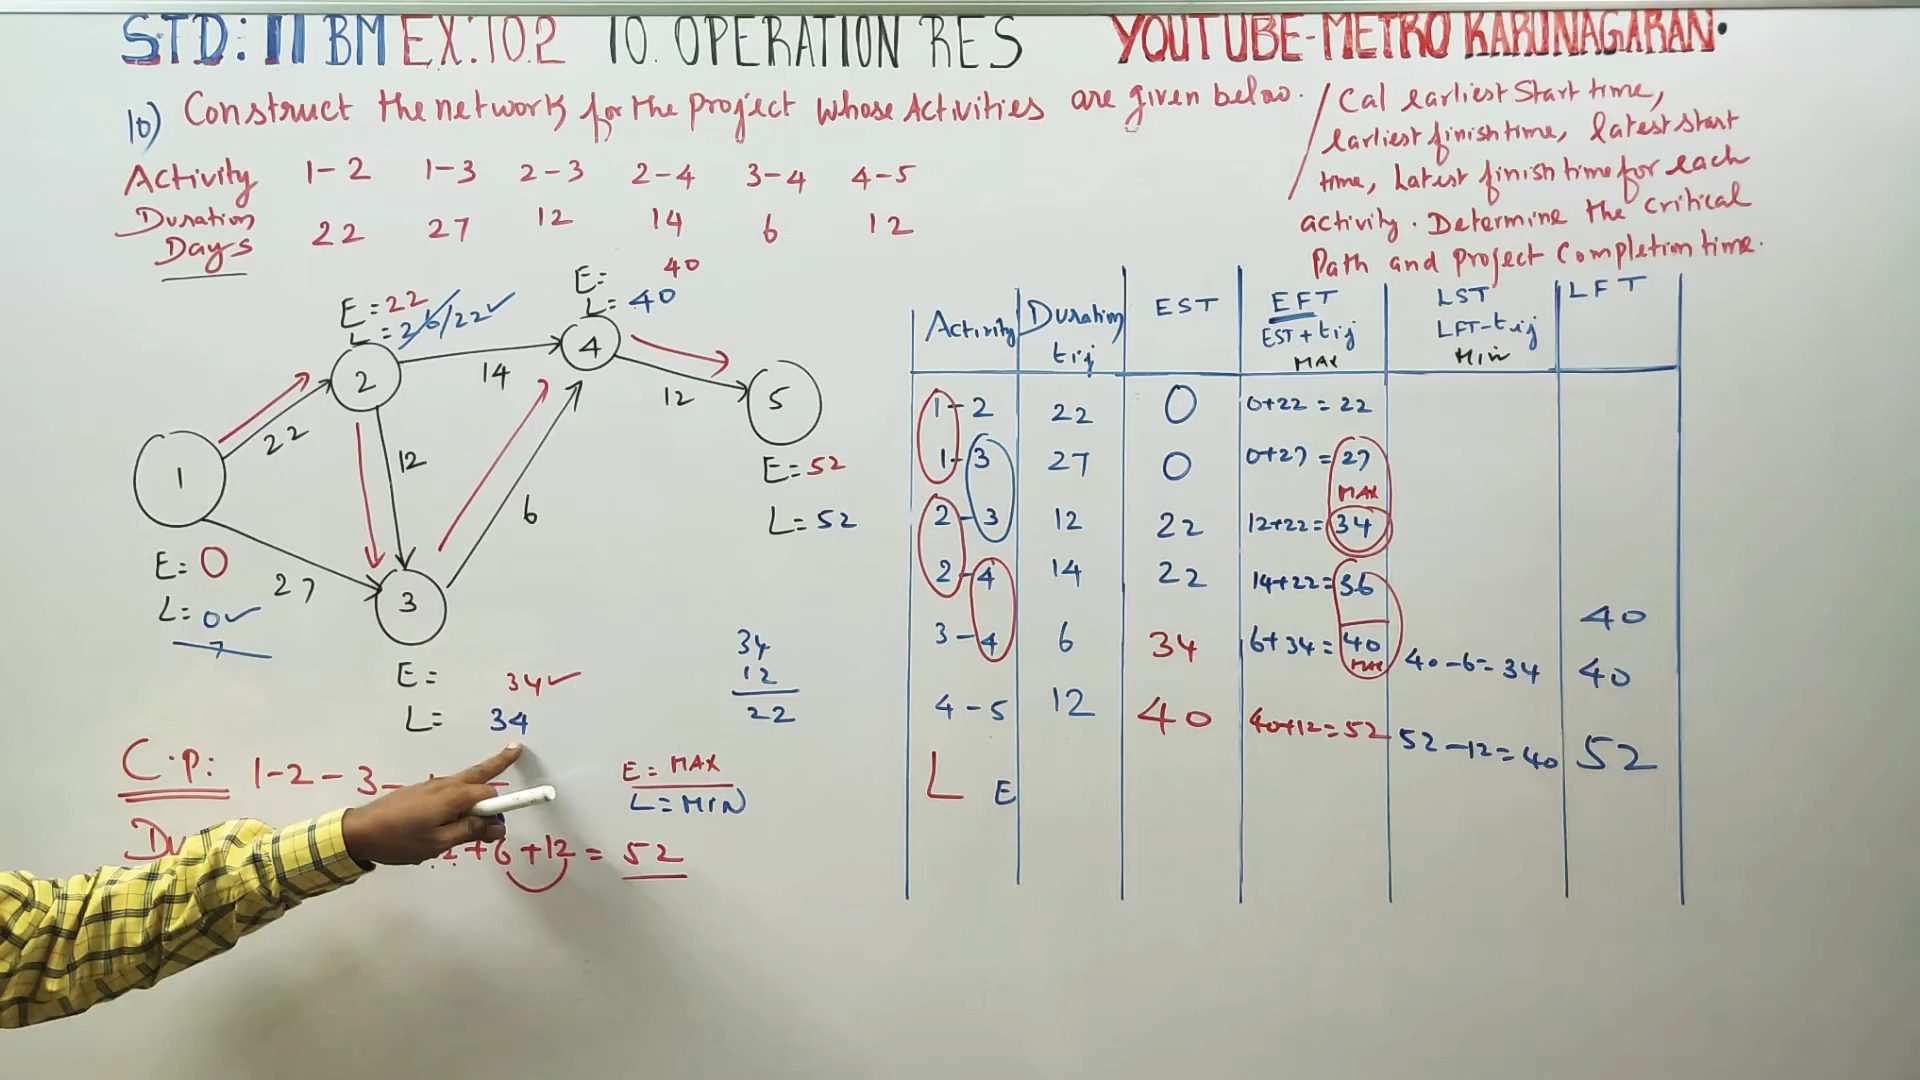 STD: 11 BM EX: 10.2 10. OPERATION RES YOUTUBE-METRO KARUNAGARAN.
10) Construct the network for the project whose Activities are given below. / Cal earliest start time,
earliest finish time, latest start
time, Latest finish time for each
activity. Determine the critical
Path and project Completion time.
Activity 1-2 1-3 2-3 2-4 3-4 4-5
Duration Days 22 27 12 14 6 12
E=22
L=26/22✓
E= 40
L= 40
1
2
3
4
5
22
27
12
14
6
12
E=52
L=52
E=0
L=0✓
E= 34✓
L= 34
34
12
22
C.P: 1-2-3-
+6+12 = 52
E=MAX
L=MIN
Activity Duration tij EST EFT EST+tij MAX LST LFT-tij Min LFT
1-2 22 0 0+22=22
1-3 27 0 0+27=27
MAX
2-3 12 22 12+22=34
2-4 14 22 14+22=36 40
3-4 6 34 6+34=40 MAX 40-6=34 40
4-5 12 40 40+12=52 52-12=40 52
L E